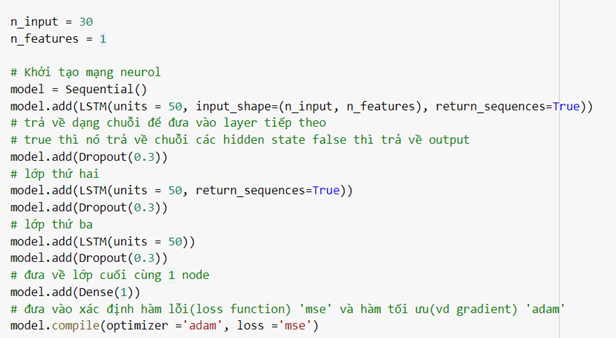 n_input = 30
n_features = 1
# Khởi tạo mạng neurol
model = Sequential()
model.add(LSTM(units = 50, input_shape=(n_input, n_features), return_sequences=True))
# trả về dạng chuỗi để đưa vào layer tiếp theo
# true thì nó trả về chuỗi các hidden state false thì trả về output
model.add(Dropout(0.3))
# lớp thứ hai
model.add(LSTM(units = 50, return_sequences=True))
model.add(Dropout(0.3))
# lớp thứ ba
model.add(LSTM(units = 50))
model.add(Dropout(0.3))
# đưa về lớp cuối cùng 1 node
model.add(Dense(1))
# đưa vào xác định hàm lỗi(loss function) 'mse' và hàm tối ưu(vd gradient) 'adam'
model.compile(optimizer ='adam', loss ='mse')